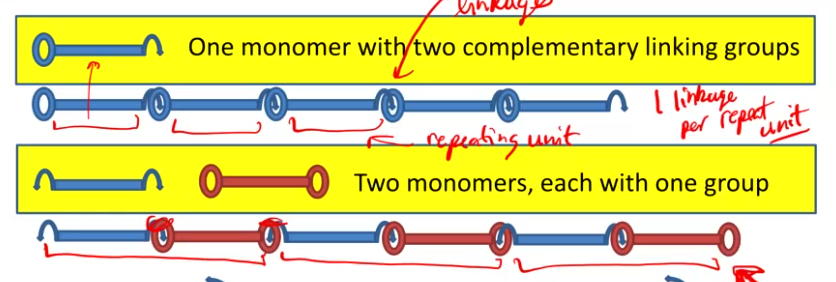 linkages
One monomer with two complementary linking groups
1 linkage
per repeat
unit
repeating unit
Two monomers, each with one group